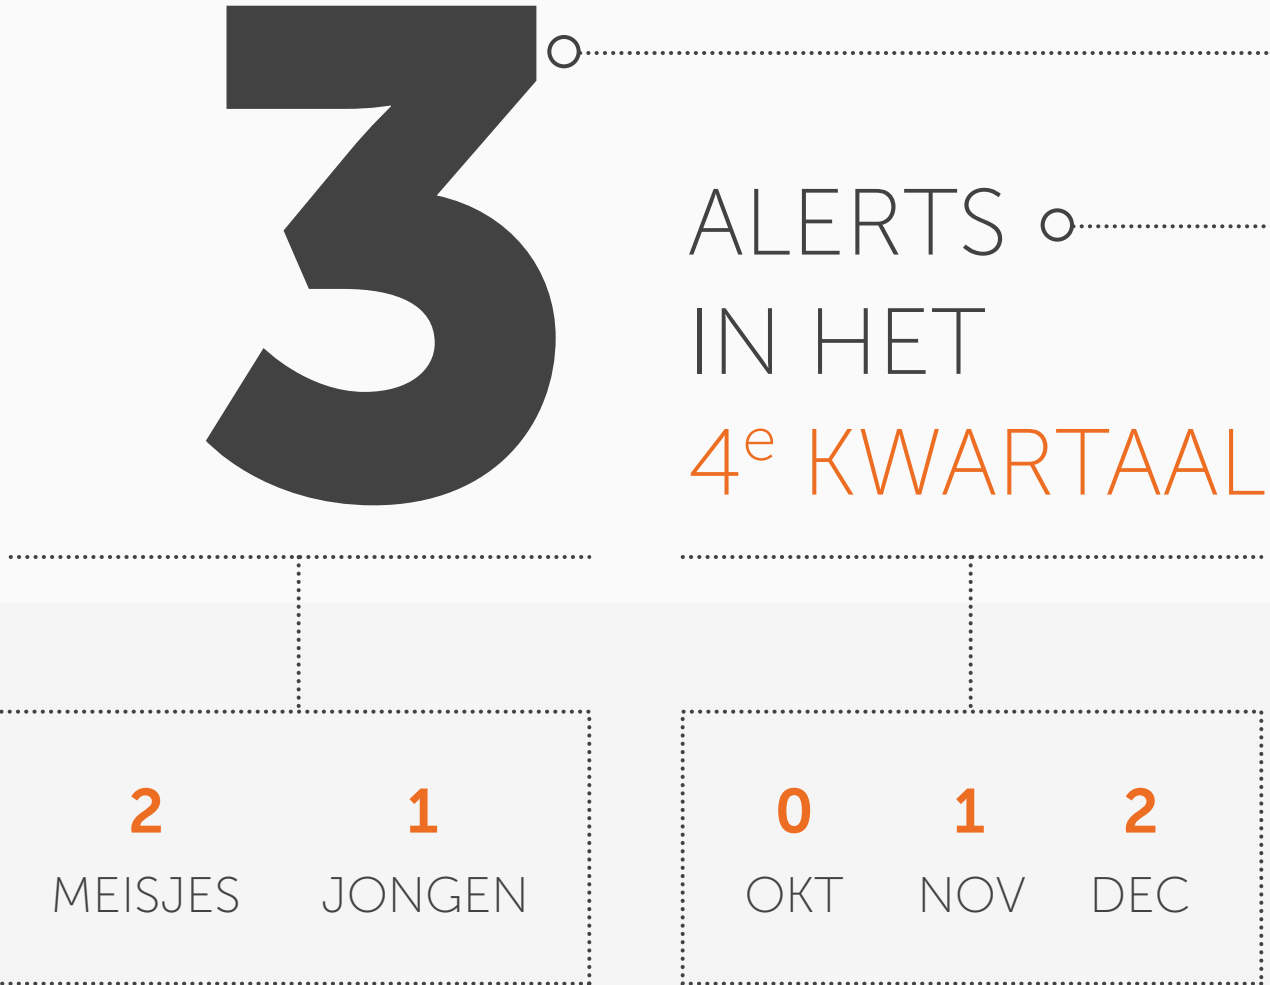 3
ALERTS
IN HET
4e KWARTAAL
2 1
MEISJES JONGEN
0 1 2
OKT NOV DEC